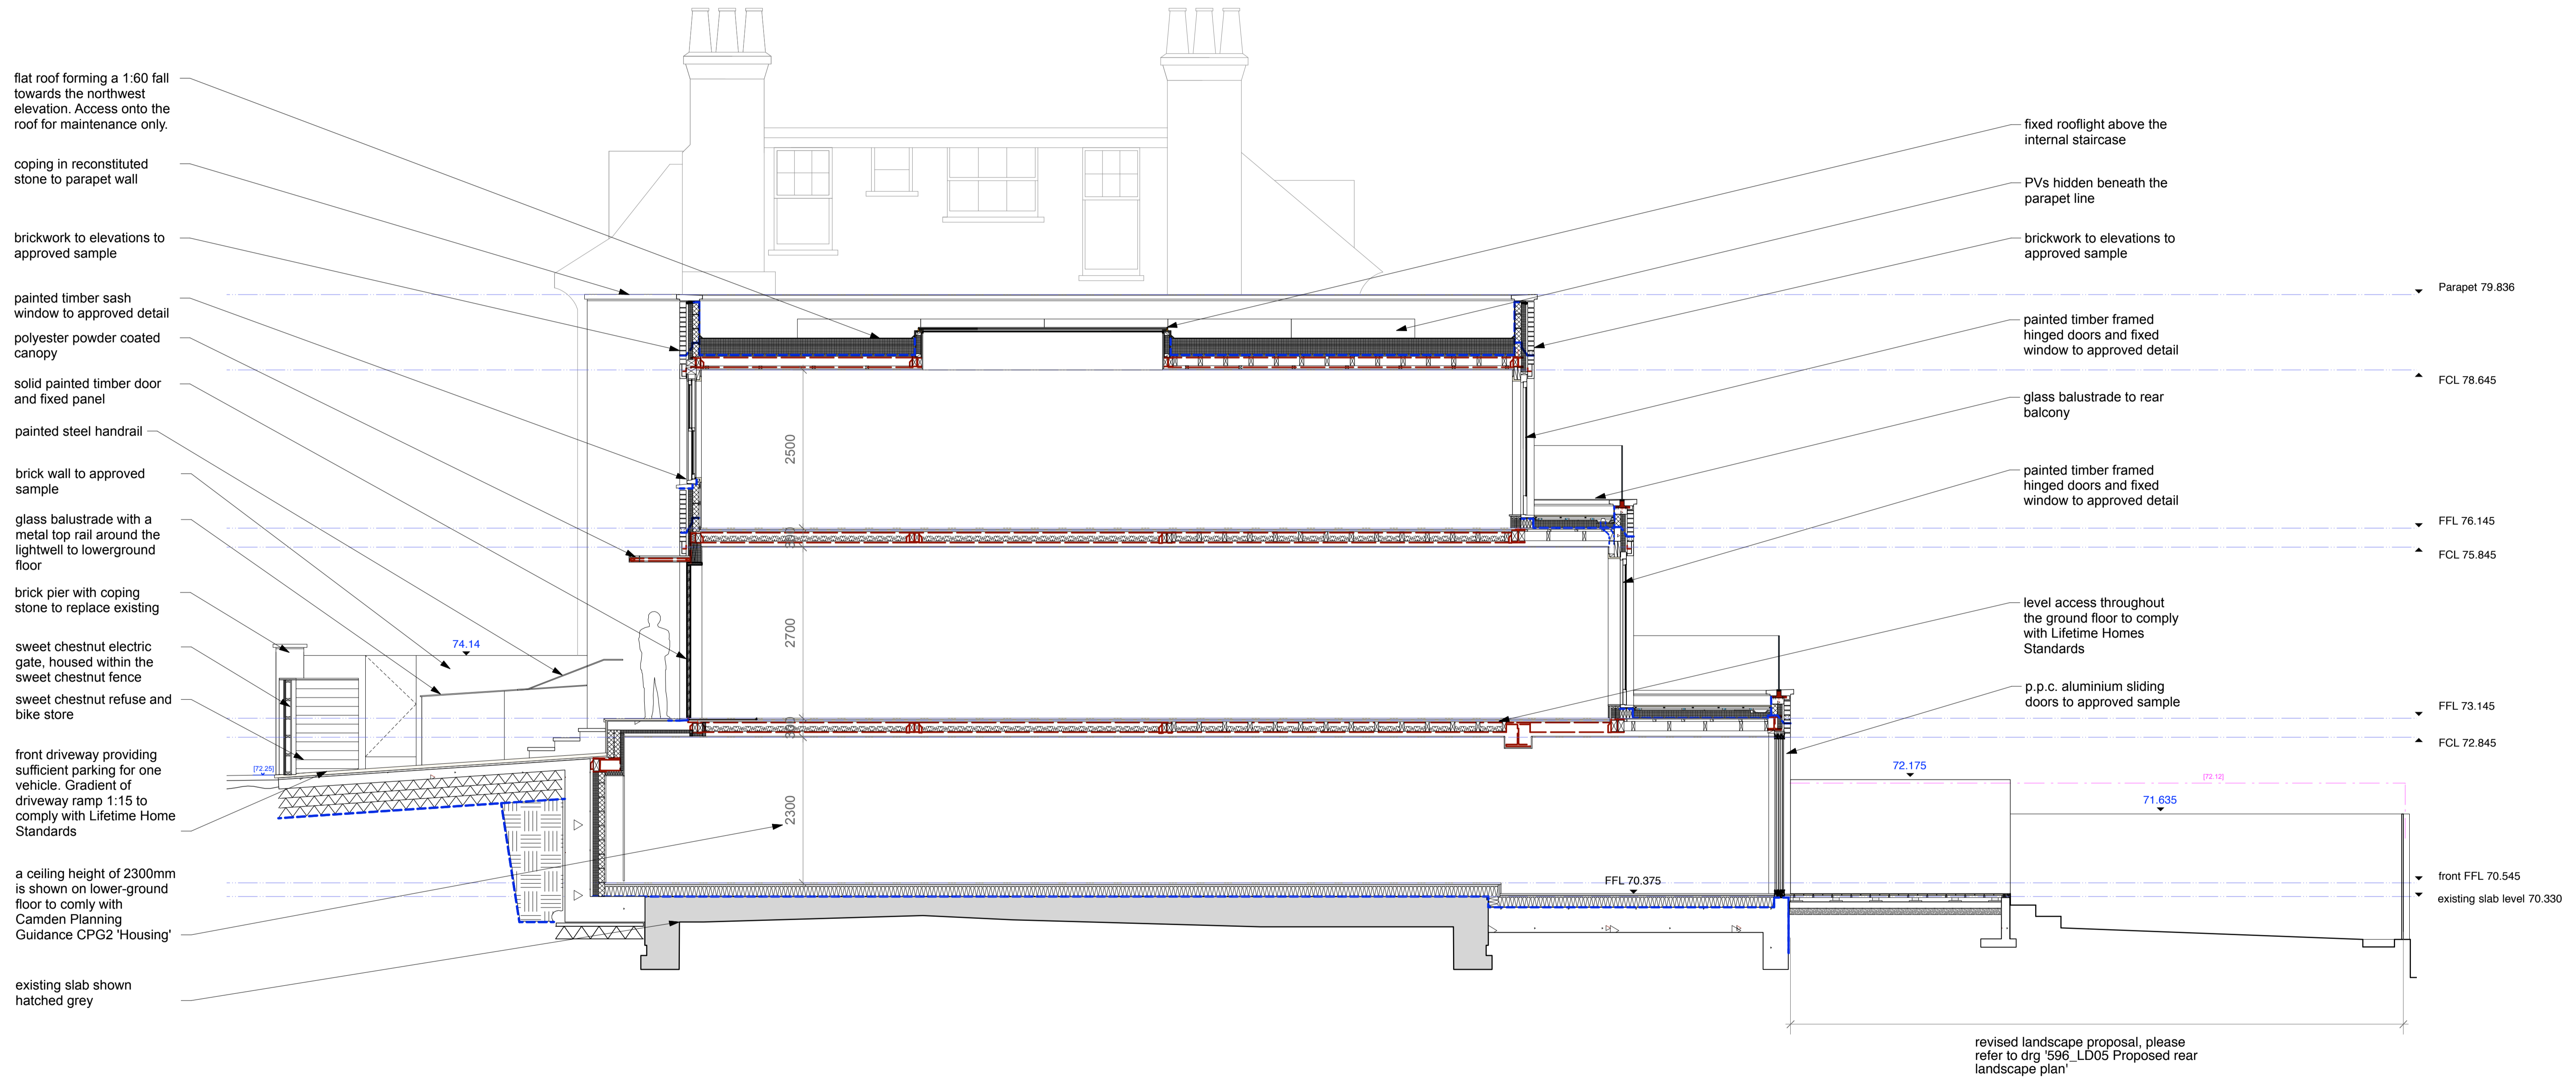 flat roof forming a 1:60 fall
towards the northwest
elevation. Access onto the
roof for maintenance only.
coping in reconstituted
stone to parapet wall
brickwork to elevations to
approved sample
painted timber sash
window to approved detail
polyester powder coated
canopy
solid painted timber door
and fixed panel
painted steel handrail
brick wall to approved
sample
glass balustrade with a
metal top rail around the
lightwell to lowerground
floor
brick pier with coping
stone to replace existing
sweet chestnut electric
gate, housed within the
sweet chestnut fence
sweet chestnut refuse and
bike store
front driveway providing
sufficient parking for one
vehicle. Gradient of
driveway ramp 1:15 to
comply with Lifetime Home
Standards
a ceiling height of 2300mm
is shown on lower-ground
floor to comly with
Camden Planning
Guidance CPG2 'Housing'
existing slab shown
hatched grey
74.14
[72.25]
2500
300
2700
300
2300
FFL 70.375
fixed rooflight above the
internal staircase
PVs hidden beneath the
parapet line
brickwork to elevations to
approved sample
painted timber framed
hinged doors and fixed
window to approved detail
glass balustrade to rear
balcony
painted timber framed
hinged doors and fixed
window to approved detail
level access throughout
the ground floor to comply
with Lifetime Homes
Standards
p.p.c. aluminium sliding
doors to approved sample
72.175
[72.12]
71.635
Parapet 79.836
FCL 78.645
FFL 76.145
FCL 75.845
FFL 73.145
FCL 72.845
front FFL 70.545
existing slab level 70.330
revised landscape proposal, please
refer to drg '596_LD05 Proposed rear
landscape plan'